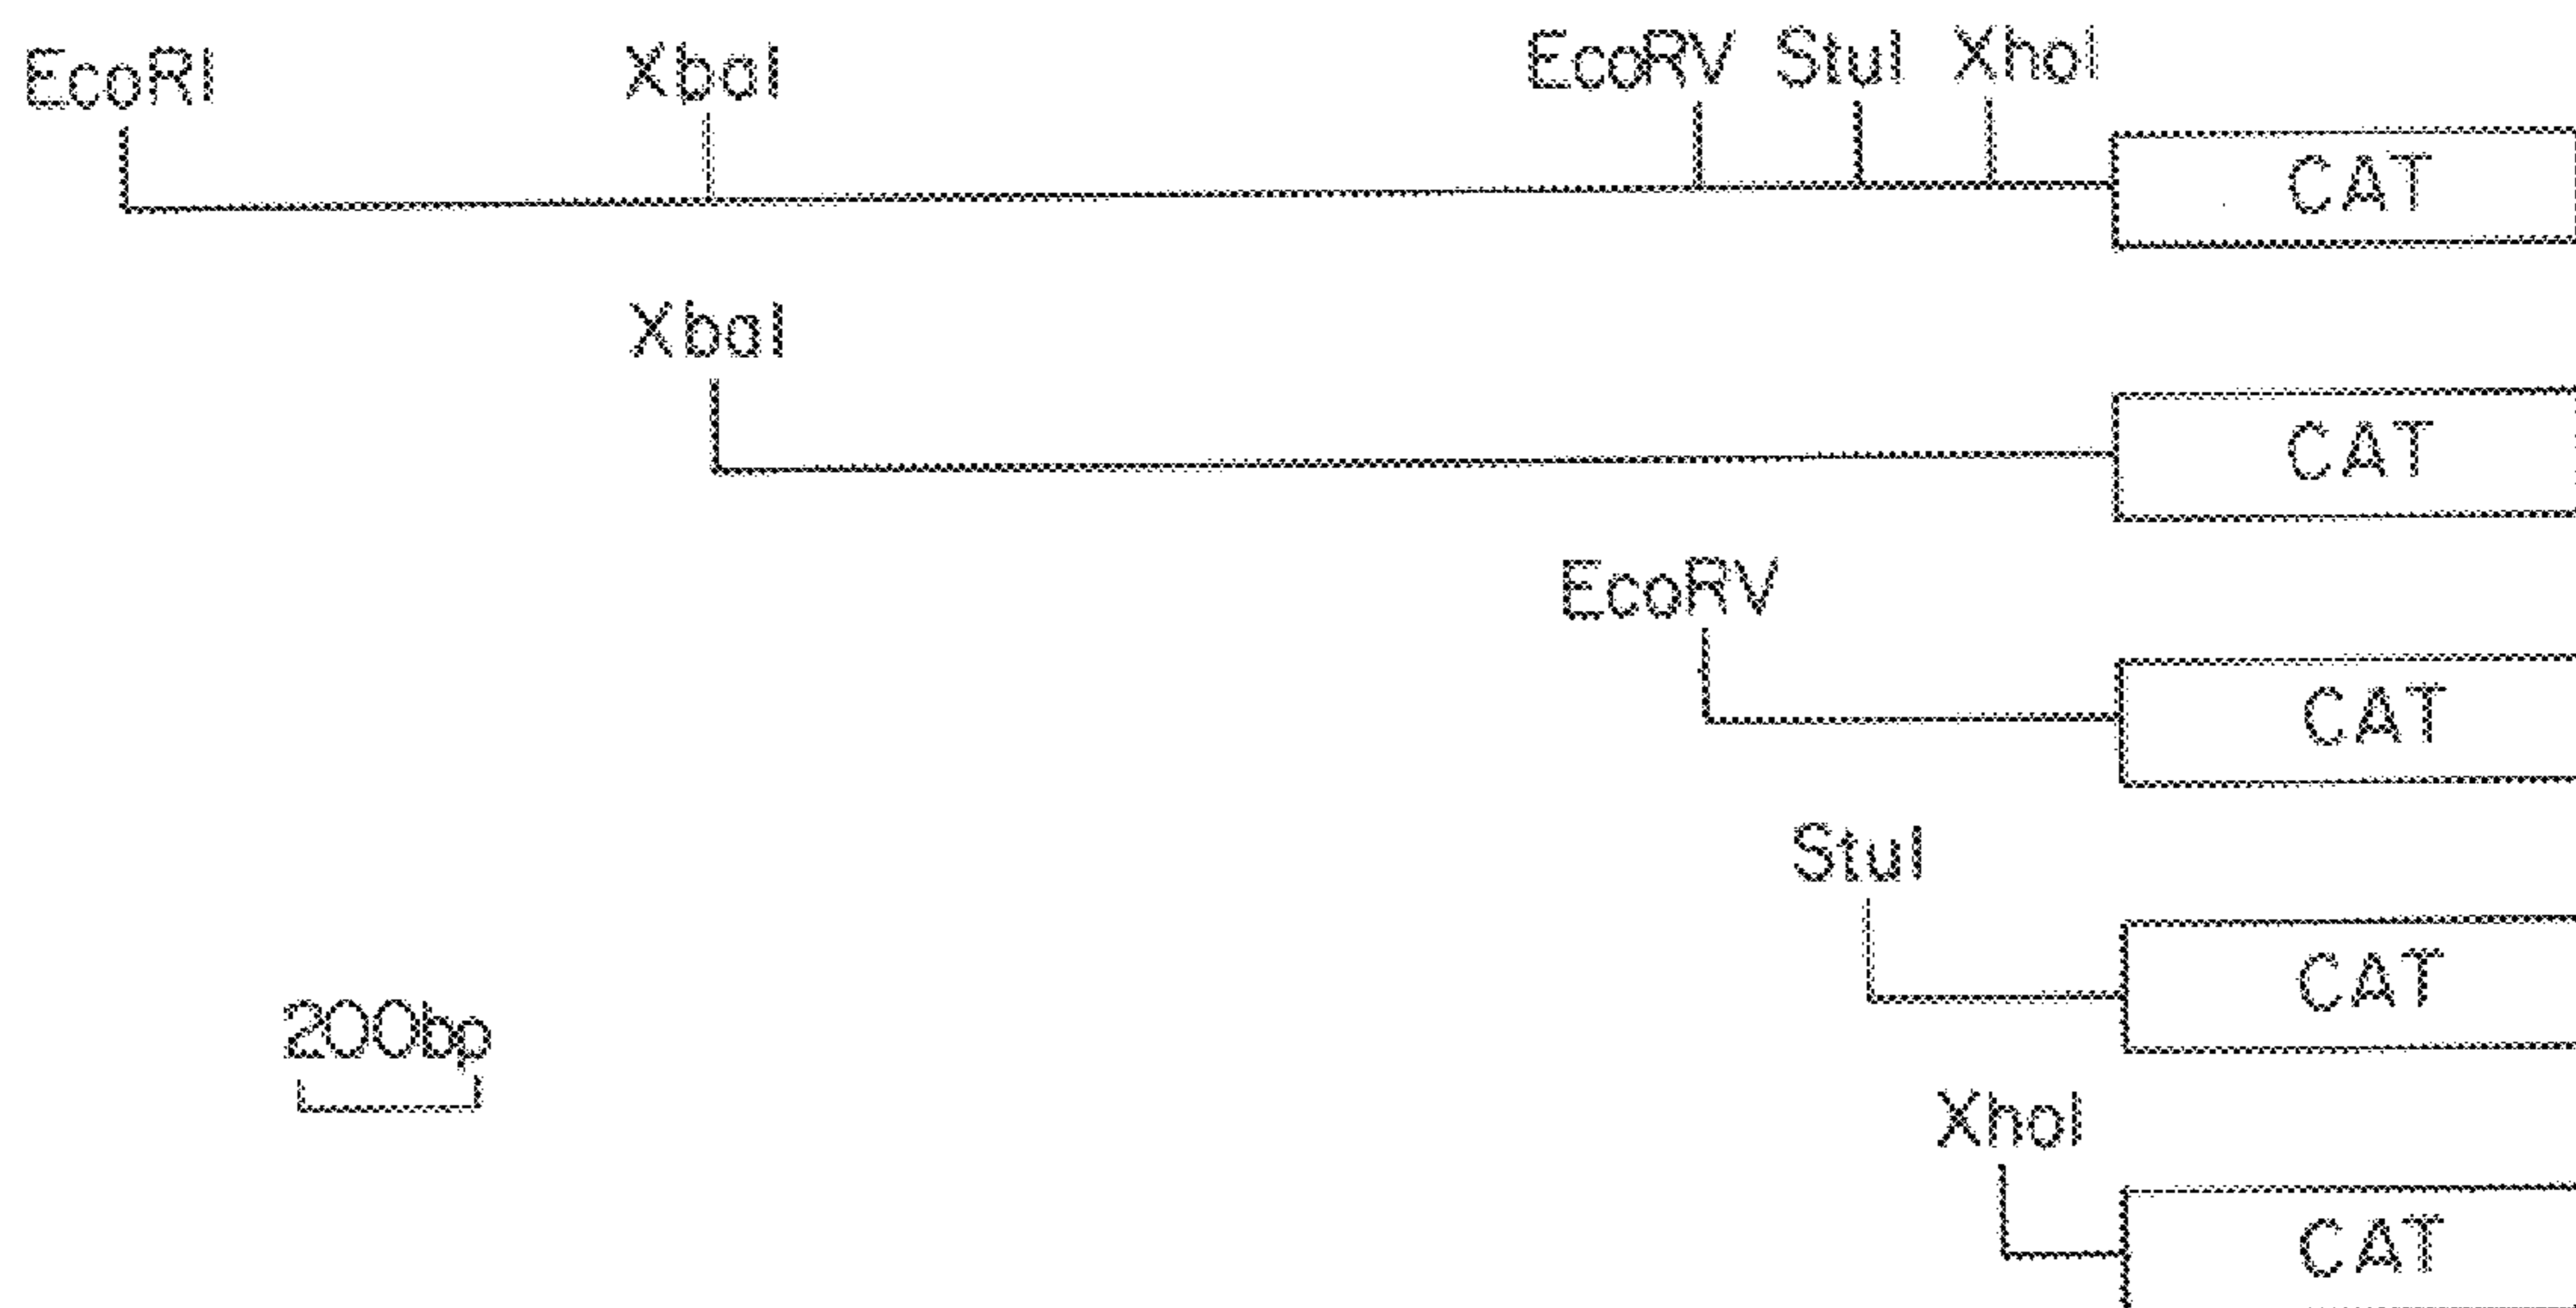 EcoRI XbaI EcoRV StuI XhoI
CAT
XbaI
CAT
EcoRV
CAT
StuI
CAT
200bp
XhoI
CAT